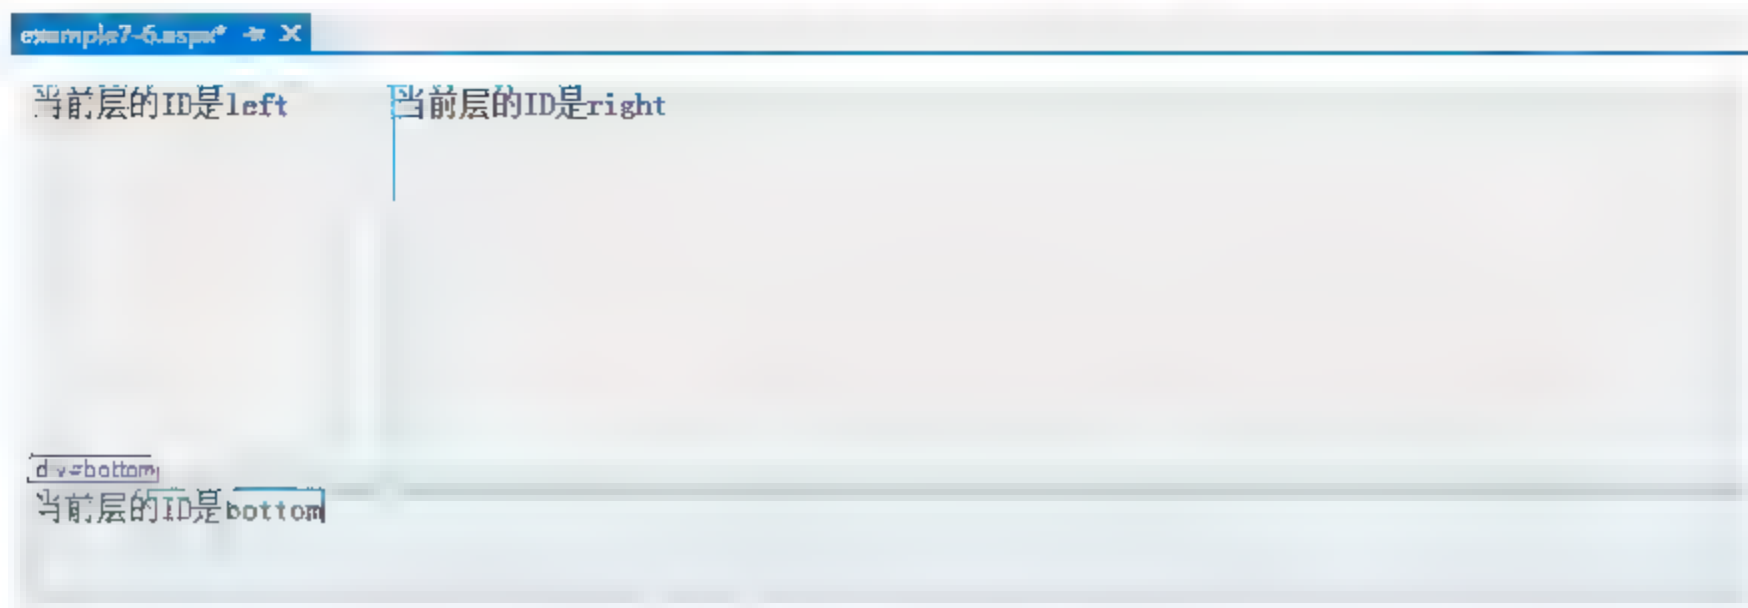 example7-6.aspx*
当前层的ID是left
当前层的ID是right
div#bottom
当前层的ID是bottom